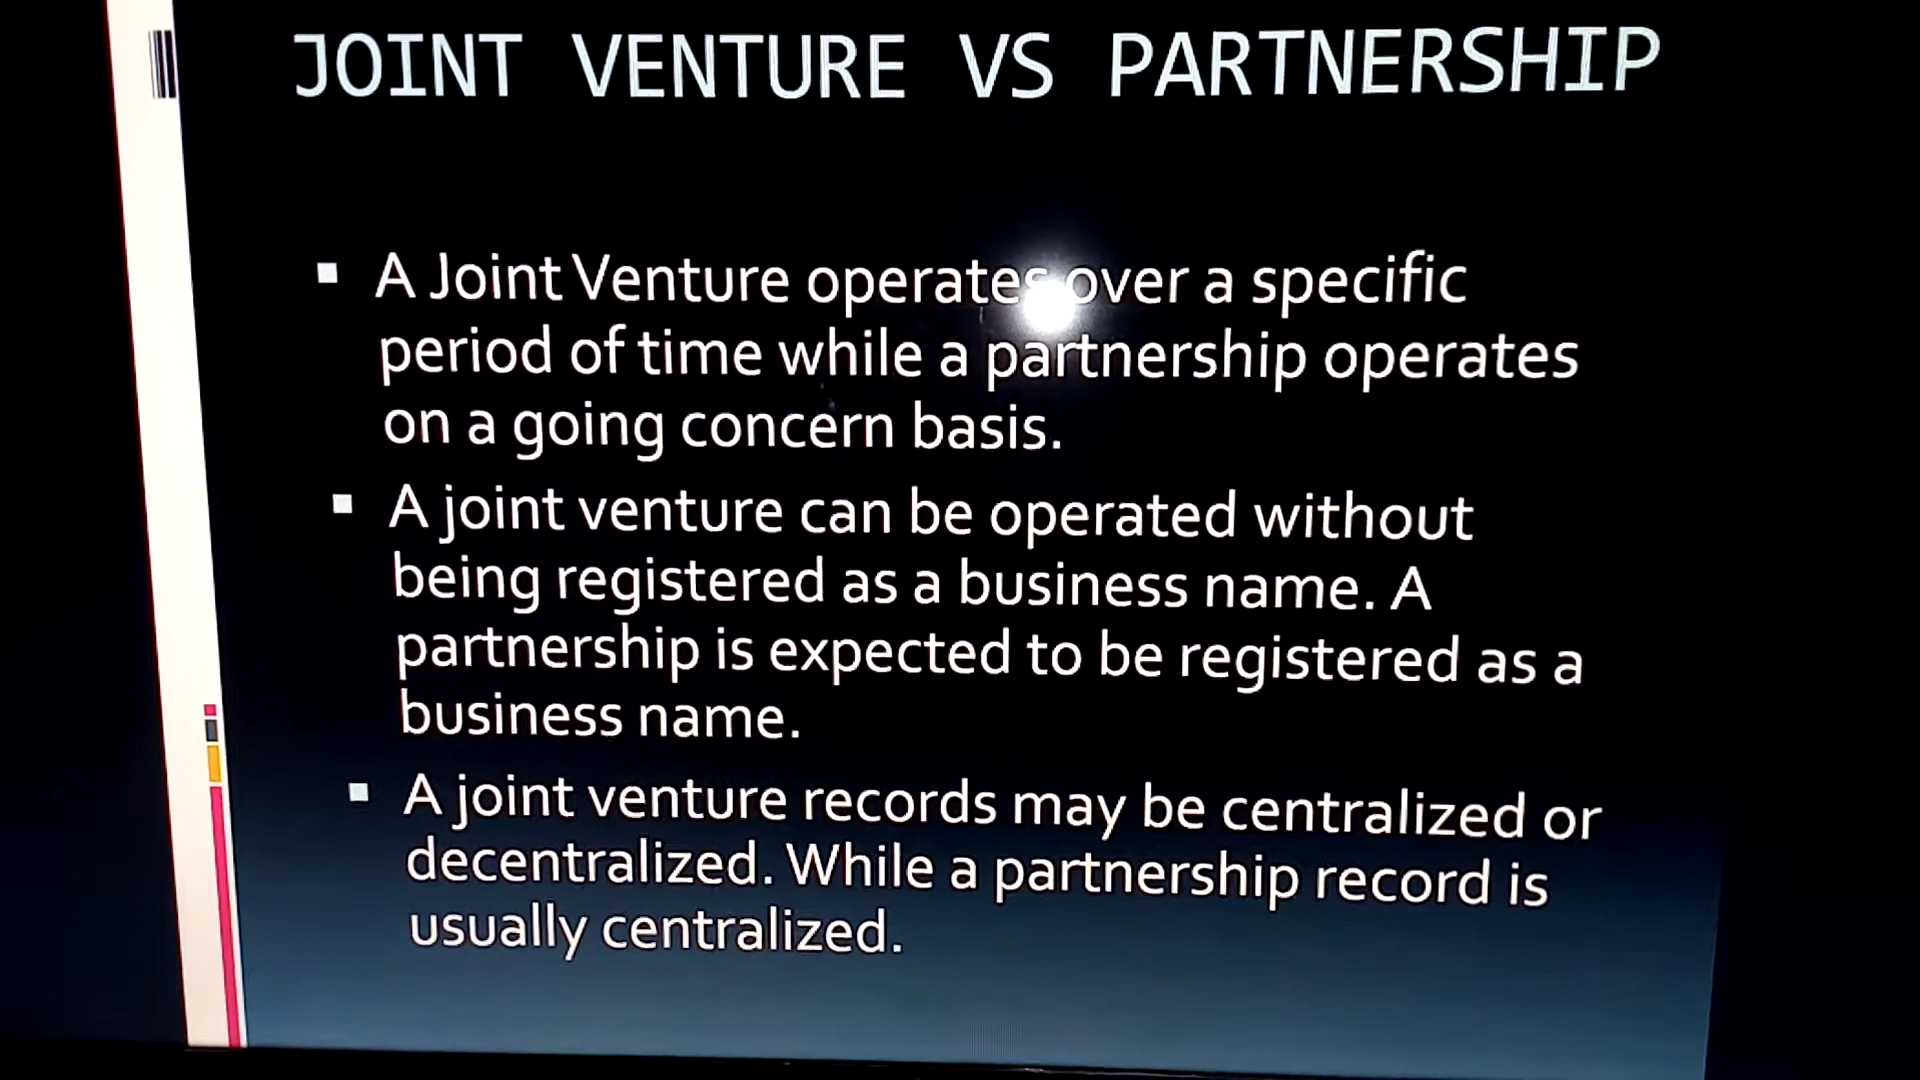 JOINT VENTURE VS PARTNERSHIP
A Joint Venture operates over a specific
period of time while a partnership operates
on a going concern basis.
A joint venture can be operated without
being registered as a business name. A
partnership is expected to be registered as a
business name.
A joint venture records may be centralized or
decentralized. While a partnership record is
usually centralized.